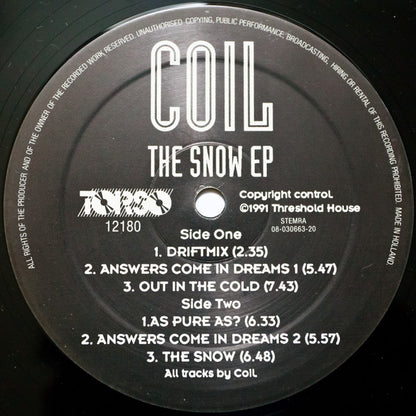 ALL RIGHTS OF THE PRODUCER AND OF THE OWNER OF THE RECORDED WORK RESERVED. UNAUTHORISED COPYING, PUBLIC PERFORMANCE, BROADCASTING, HIRING OR RENTAL OF THIS RECORDING PROHIBITED. MADE IN HOLLAND.
COIL
THE SNOW EP
TORSO
12180
Copyright control.
©1991 Threshold House
STEMRA
08-030663-20
Side One
1. DRIFTMIX (2.35)
2. ANSWERS COME IN DREAMS 1 (5.47)
3. OUT IN THE COLD (7.43)
Side Two
1.AS PURE AS? (6.33)
2. ANSWERS COME IN DREAMS 2 (5.57)
3. THE SNOW (6.48)
All tracks by Coil.